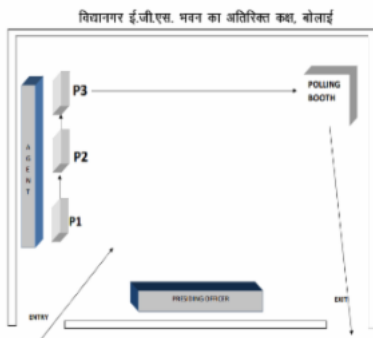 विद्यानगर ई.जी.एस. भवन का अतिरिक्त कक्ष, बोलाई
P3
POLLING
BOOTH
AGENT
P2
P1
PRESIDING OFFICER
ENTRY
EXIT